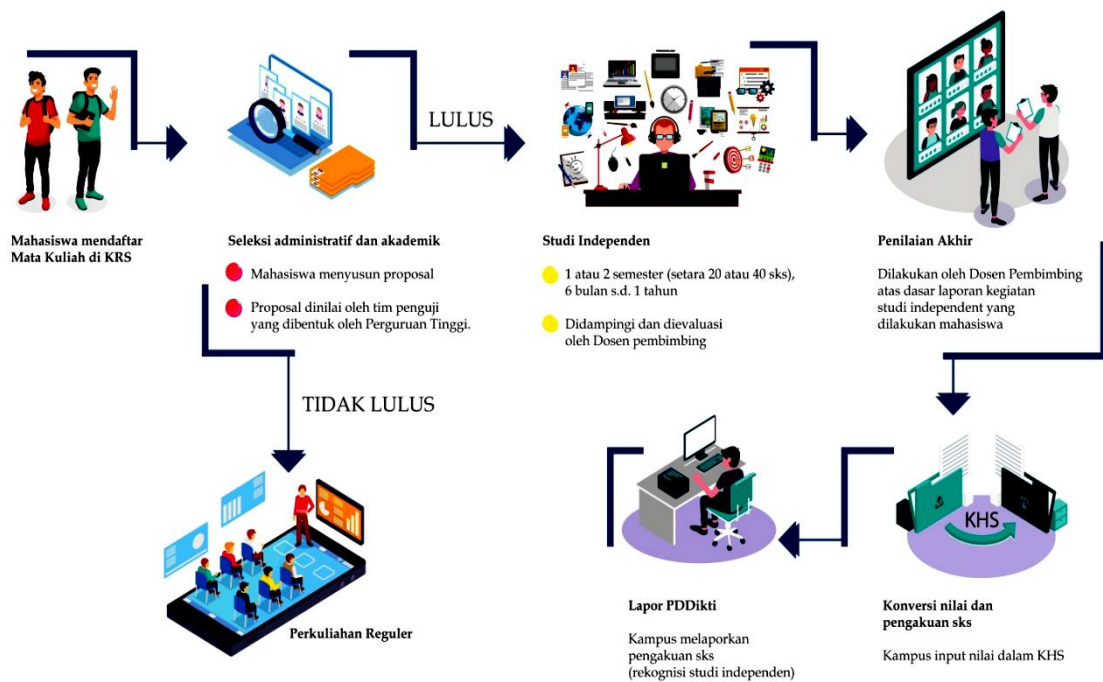 LULUS
Mahasiswa mendaftar
Mata Kuliah di KRS
Seleksi administratif dan akademik
Mahasiswa menyusun proposal
Proposal dinilai oleh tim penguji
yang dibentuk oleh Perguruan Tinggi.
Studi Independen
1 atau 2 semester (setara 20 atau 40 sks),
6 bulan s.d. 1 tahun
Didampingi dan dievaluasi
oleh Dosen pembimbing
Penilaian Akhir
Dilakukan oleh Dosen Pembimbing
atas dasar laporan kegiatan
studi independent yang
dilakukan mahasiswa
TIDAK LULUS
Perkuliahan Reguler
KHS
Konversi nilai dan
pengakuan sks
Kampus input nilai dalam KHS
Lapor PDDikti
Kampus melaporkan
pengakuan sks
(rekognisi studi independen)